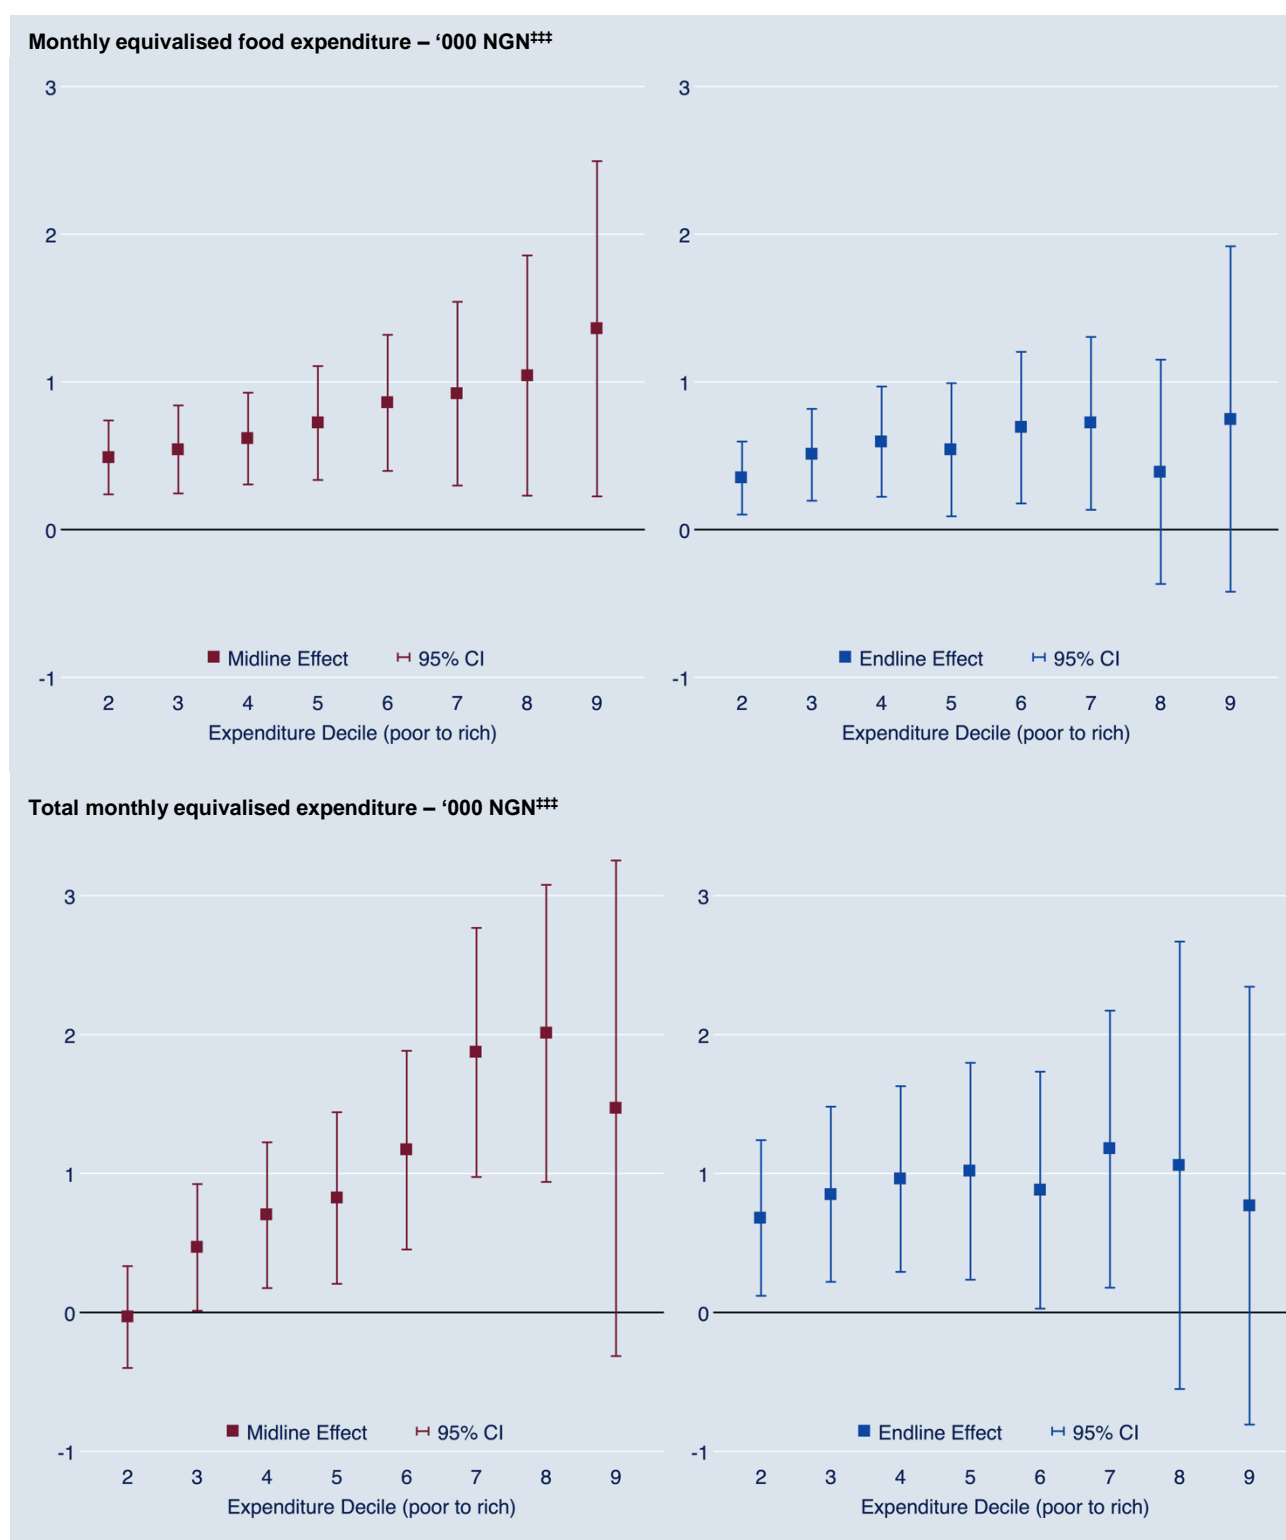 Monthly equivalised food expenditure – ‘000 NGN‡‡‡
3
3
2
2
1
1
0
0
Midline Effect 95% CI
Endline Effect 95% CI
-1
-1
2 3 4 5 6 7 8 9
2 3 4 5 6 7 8 9
Expenditure Decile (poor to rich)
Expenditure Decile (poor to rich)
Total monthly equivalised expenditure – ‘000 NGN‡‡‡
3
3
2
2
1
1
0
0
Midline Effect 95% CI
Endline Effect 95% CI
-1
-1
2 3 4 5 6 7 8 9
2 3 4 5 6 7 8 9
Expenditure Decile (poor to rich)
Expenditure Decile (poor to rich)